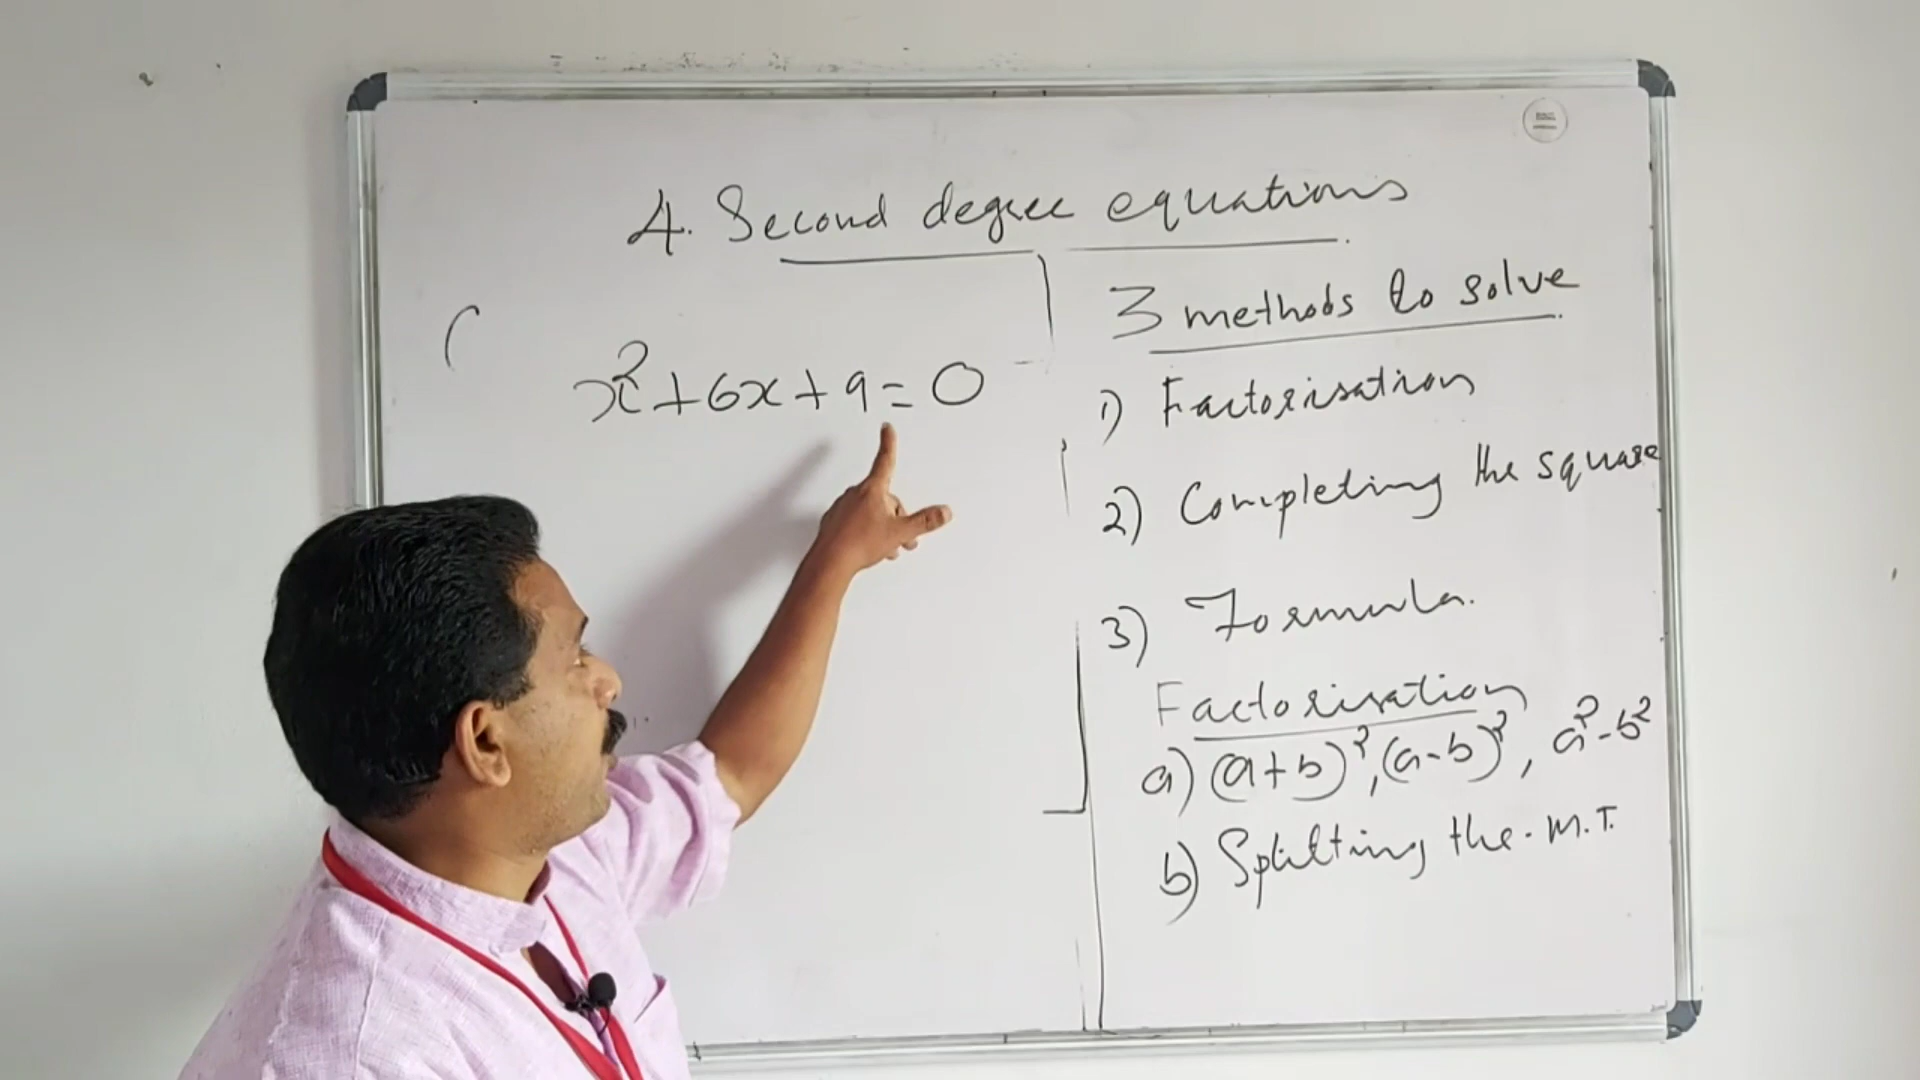 4. Second degree equations
x²+6x+9=0
3 methods to solve
1) Factorisation
2) Completing the square
3) Formula.
Factorisation
a) (a+b)², (a-b)², a²-b²
b) Splitting the. M.T.